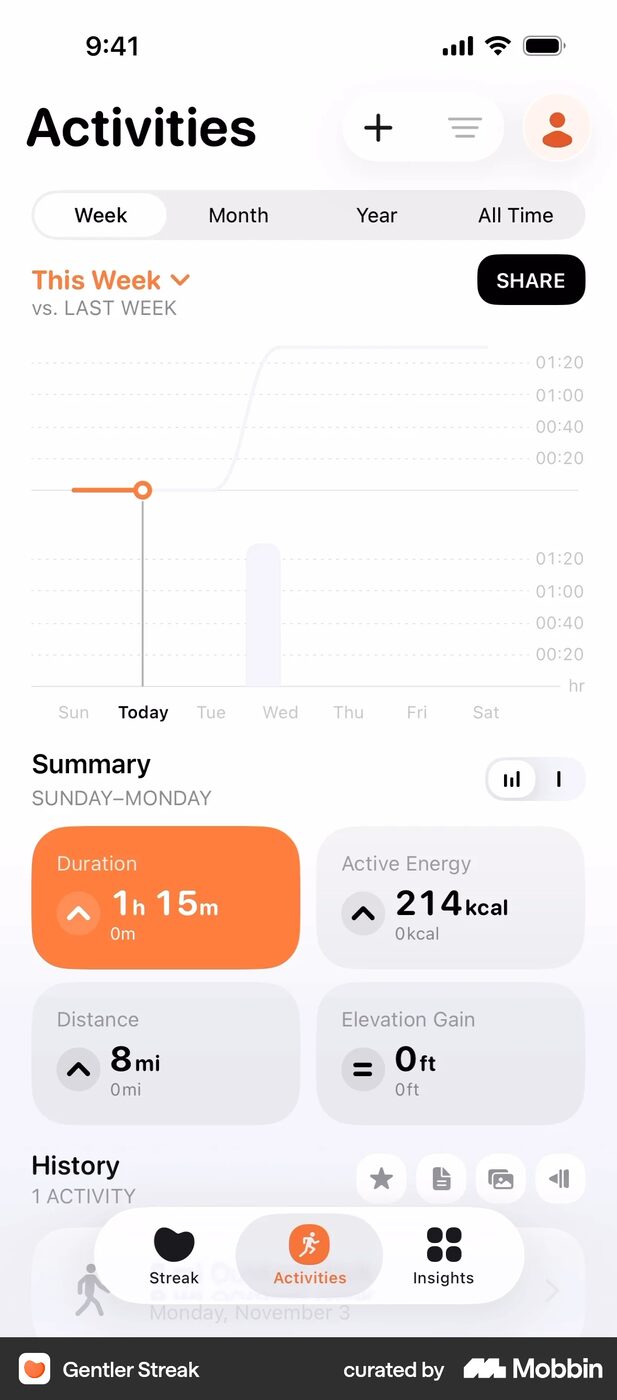 9:41
Activities
Week Month Year All Time
This Week
SHARE
vs. LAST WEEK
01:20
01:00
00:40
00:20
01:20
01:00
00:40
00:20
hr
Sun Today Tue Wed Thu Fri Sat
Summary
SUNDAY–MONDAY
Duration
1h 15m
0m
Active Energy
214kcal
0kcal
Distance
8mi
0mi
Elevation Gain
0ft
0ft
History
1 ACTIVITY
Streak Activities Insights
Monday, November 3
Gentler Streak curated by Mobbin